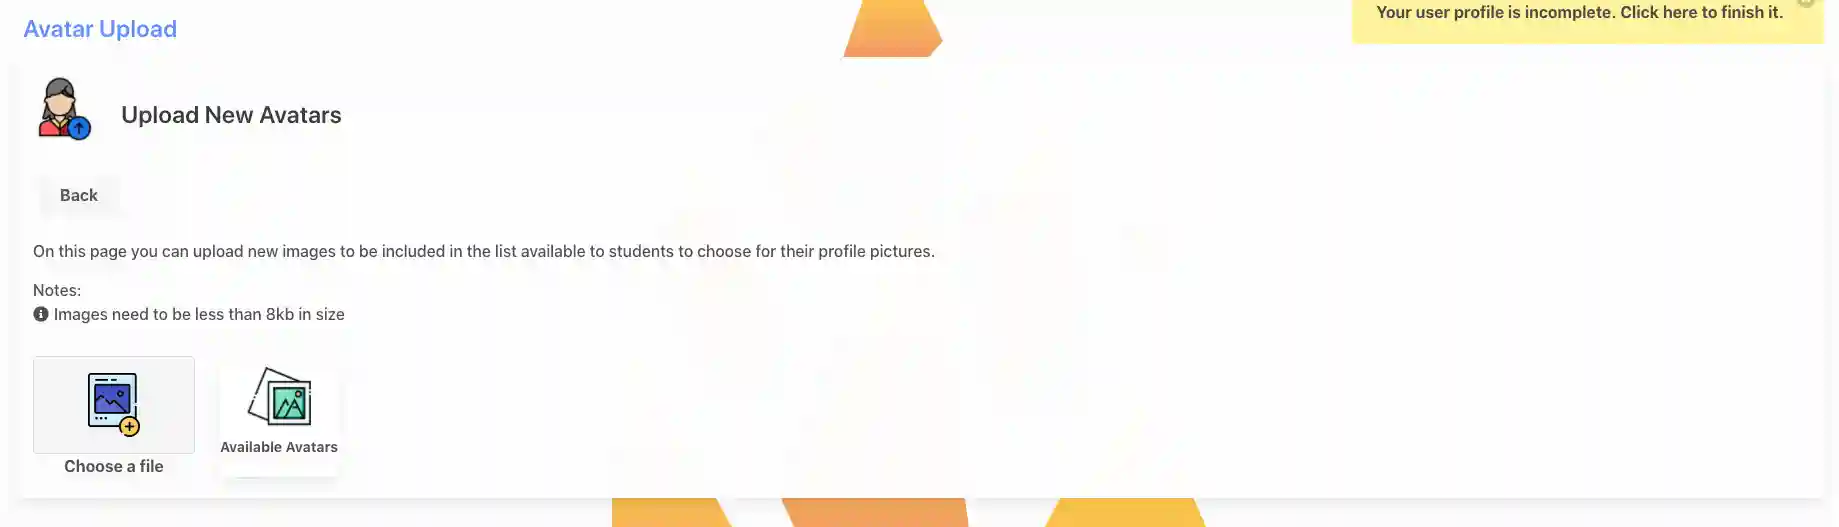 Avatar Upload
Your user profile is incomplete. Click here to finish it.
Upload New Avatars
Back
On this page you can upload new images to be included in the list available to students to choose for their profile pictures.
Notes:
Images need to be less than 8kb in size
Choose a file
Available Avatars